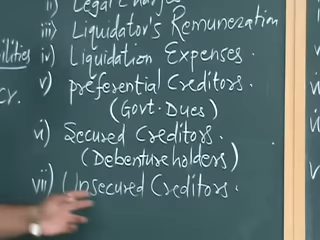 ii) Legal Charges
iii) Liquidator's Remuneration
iv) Liquidation Expenses.
v) preferential Creditors.
(Govt. Dues)
vi) Secured Creditors.
(Debentureholders)
vii) Unsecured Creditors.
ilities
Cr.